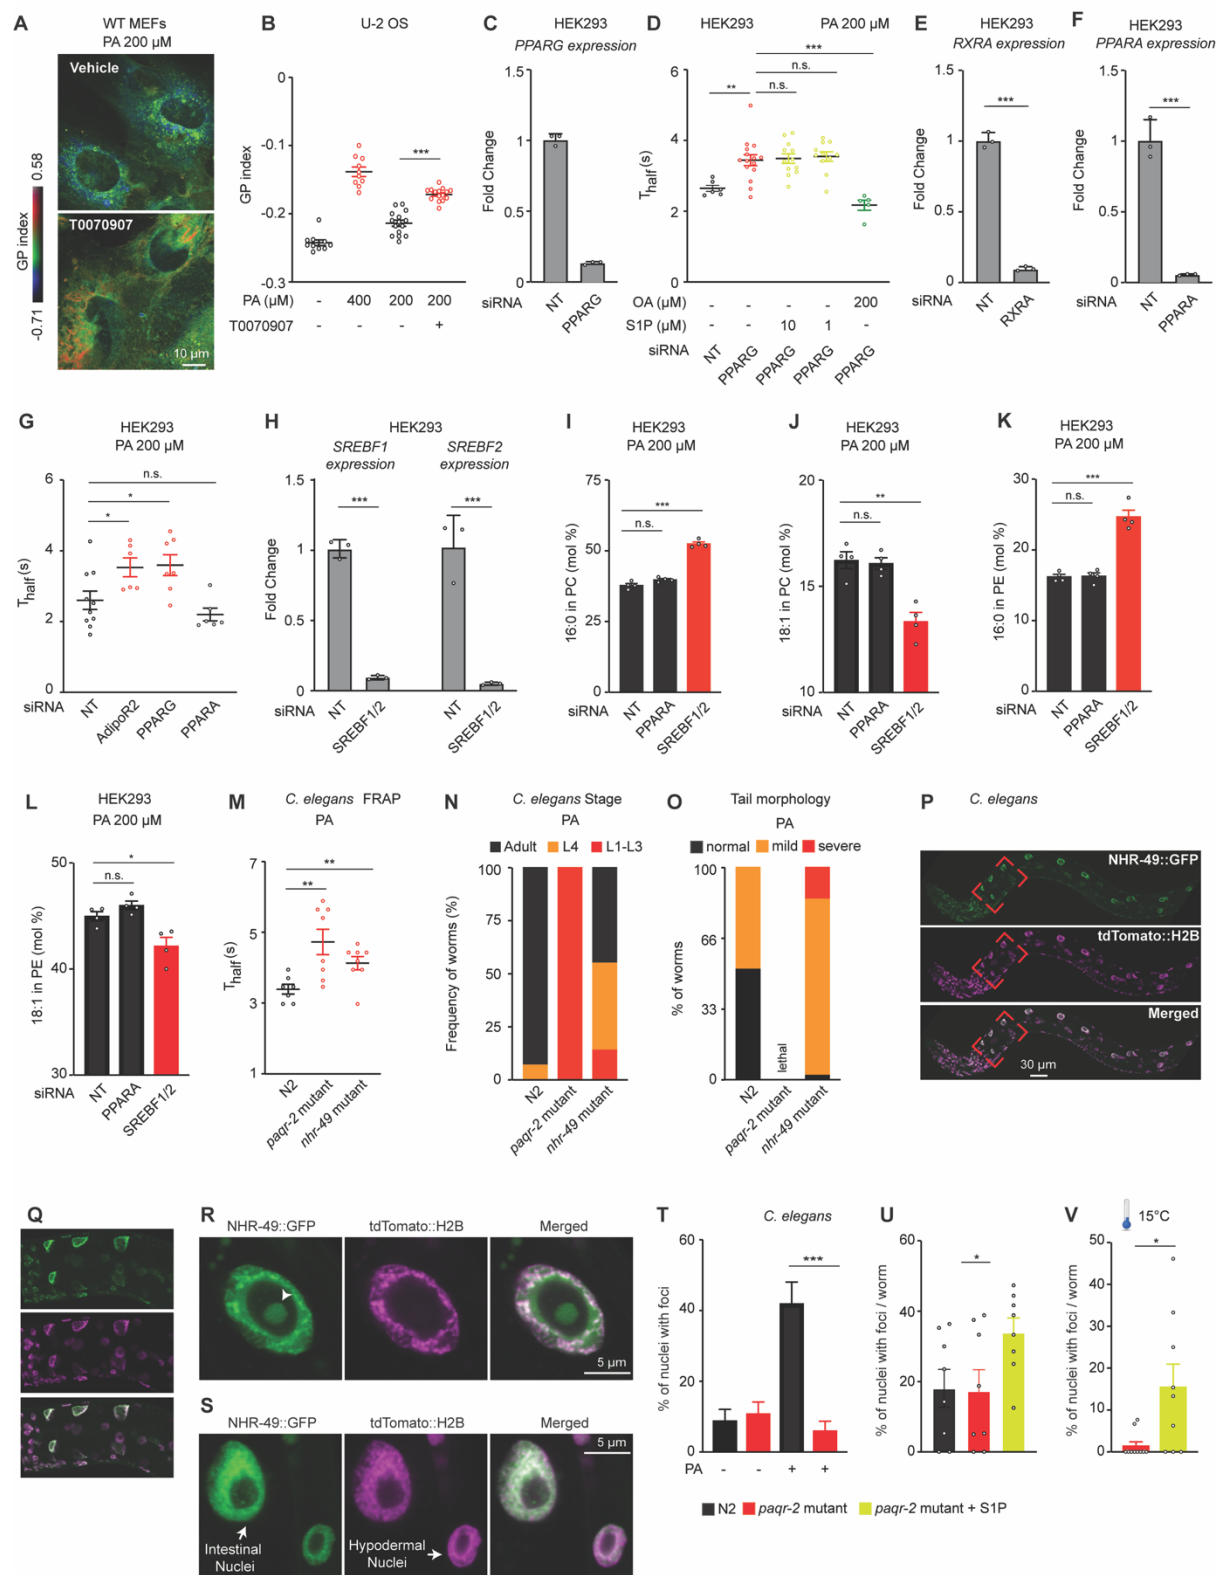 A
WT MEFs
PA 200 µM
Vehicle
T0070907
10 µm
GP index
-0.71
0.58
B
U-2 OS
GP index
0
-0.1
-0.2
-0.3
PA (µM) - 400 200 200
T0070907 - - - +
***
C
HEK293
PPARG expression
Fold Change
1.5
1
0.5
0
siRNA
NT
PPARG
D
HEK293
PA 200 µM
***
n.s.
** n.s.
T half (s)
6
4
2
0
OA (µM) - - - - 200
S1P (µM) - - 10 1 -
siRNA
NT
PPARG
PPARG
PPARG
PPARG
E
HEK293
RXRA expression
***
Fold Change
1.5
1
0.5
0
siRNA
NT
RXRA
F
HEK293
PPARA expression
***
Fold Change
1.5
1
0.5
0
siRNA
NT
PPARA
G
HEK293
PA 200 µM
n.s.
*
*
T half (s)
6
4
2
0
siRNA
NT
AdipoR2
PPARG
PPARA
H
HEK293
SREBF1 expression
SREBF2 expression
*** ***
Fold Change
1
0.5
0
siRNA
NT
SREBF1/2
NT
SREBF1/2
I
HEK293
PA 200 µM
***
n.s.
16:0 in PC (mol %)
75
50
25
0
siRNA
NT
PPARA
SREBF1/2
J
HEK293
PA 200 µM
**
n.s.
18:1 in PC (mol %)
20
15
10
siRNA
NT
PPARA
SREBF1/2
K
HEK293
PA 200 µM
***
n.s.
16:0 in PE (mol %)
30
20
10
0
siRNA
NT
PPARA
SREBF1/2
L
HEK293
PA 200 µM
*
n.s.
18:1 in PE (mol %)
50
40
30
siRNA
NT
PPARA
SREBF1/2
M
C. elegans FRAP
PA
**
**
T half (s)
7
5
3
1
N2
paqr-2 mutant
nhr-49 mutant
N
C. elegans Stage
PA
Adult L4 L1-L3
Frequency of worms (%)
100
75
50
25
0
N2
paqr-2 mutant
nhr-49 mutant
O
Tail morphology
PA
normal mild severe
% of worms
100
66
33
0
lethal
N2
paqr-2 mutant
nhr-49 mutant
P
C. elegans
NHR-49::GFP
tdTomato::H2B
Merged
30 µm
Q
R
NHR-49::GFP tdTomato::H2B Merged
5 µm
S
NHR-49::GFP tdTomato::H2B Merged
5 µm
Intestinal Nuclei
Hypodermal Nuclei
T
C. elegans
***
% of nuclei with foci
60
40
20
0
PA - - + +
U
*
% of nuclei with foci / worm
60
40
20
0
V
15°C
*
% of nuclei with foci / worm
50
40
30
20
10
0
N2 paqr-2 mutant paqr-2 mutant + S1P